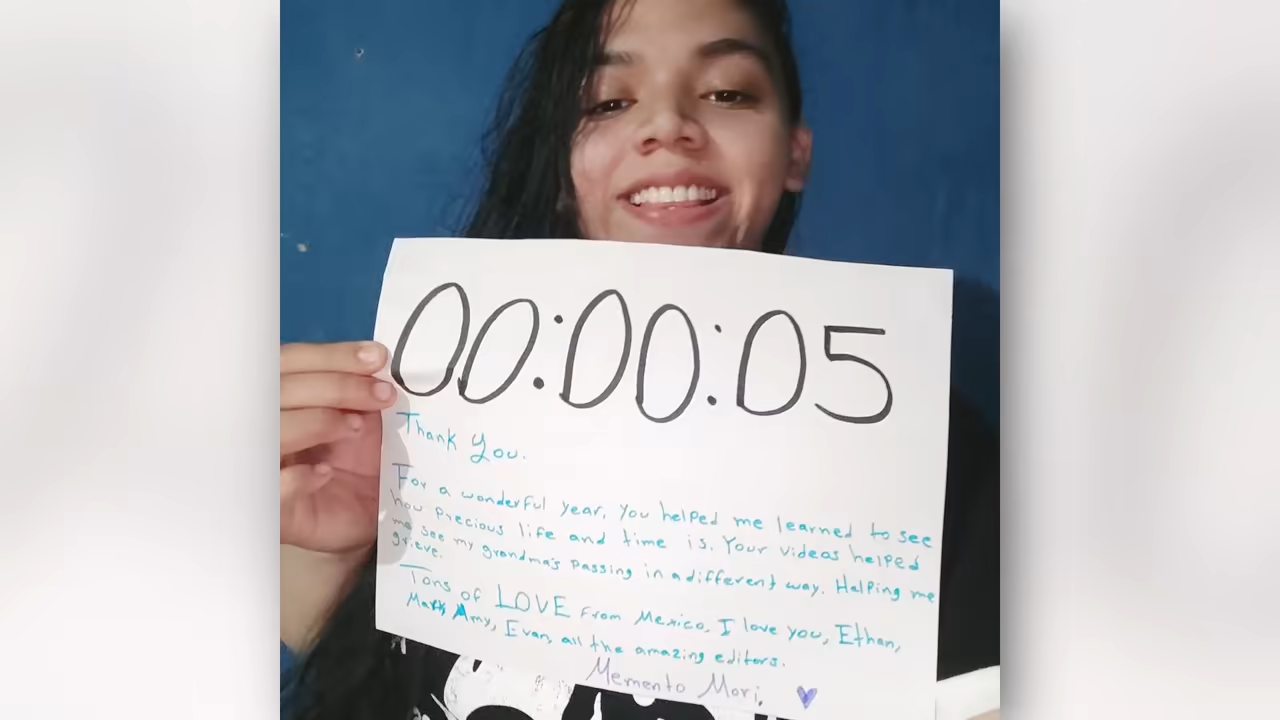 00:00:05
Thank You.
For a wonderful year, You helped me learned to see
how Precious life and time is. Your videos helped
me see my grandma's Passing in a different way. Helping me
grieve.
Tons of LOVE From Mexico, I love you, Ethan,
Mark, Amy, Evan, all the amazing editors.
Memento Mori,